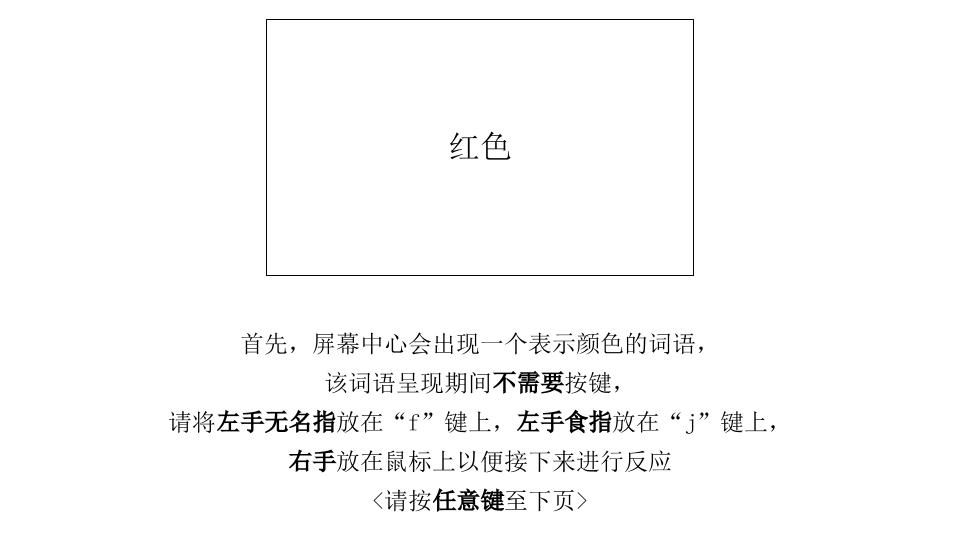 红色
首先，屏幕中心会出现一个表示颜色的词语，
该词语呈现期间不需要按键，
请将左手无名指放在“f”键上，左手食指放在“j”键上，
右手放在鼠标上以便接下来进行反应
<请按任意键至下页>